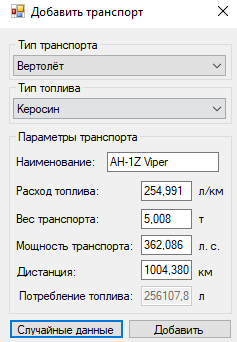 Добавить транспорт
Тип транспорта
Вертолёт
Тип топлива
Керосин
Параметры транспорта
Наименование: AH-1Z Viper
Расход топлива: 254,991 л/км
Вес транспорта: 5,008 т
Мощность транспорта: 362,086 л. с.
Дистанция: 1004,380 км
Потребление топлива: 256107,8 л
Случайные данные Добавить